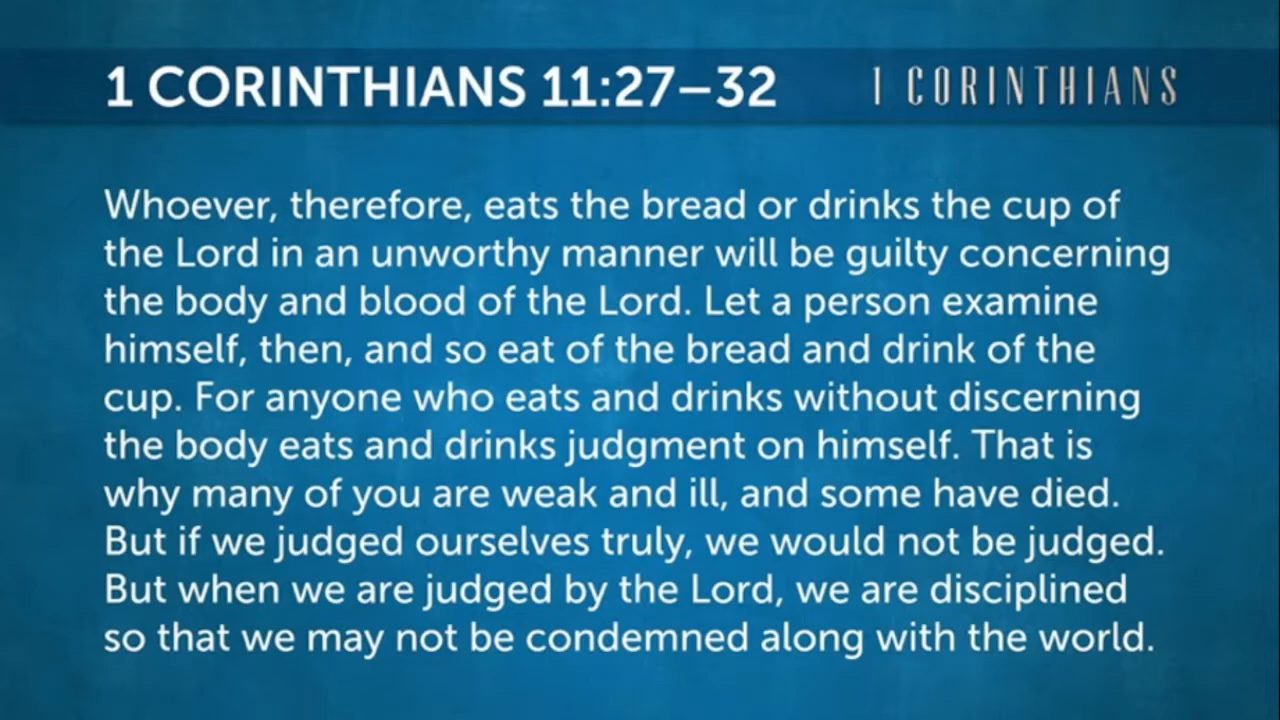 1 CORINTHIANS 11:27–32
1 CORINTHIANS
Whoever, therefore, eats the bread or drinks the cup of
the Lord in an unworthy manner will be guilty concerning
the body and blood of the Lord. Let a person examine
himself, then, and so eat of the bread and drink of the
cup. For anyone who eats and drinks without discerning
the body eats and drinks judgment on himself. That is
why many of you are weak and ill, and some have died.
But if we judged ourselves truly, we would not be judged.
But when we are judged by the Lord, we are disciplined
so that we may not be condemned along with the world.